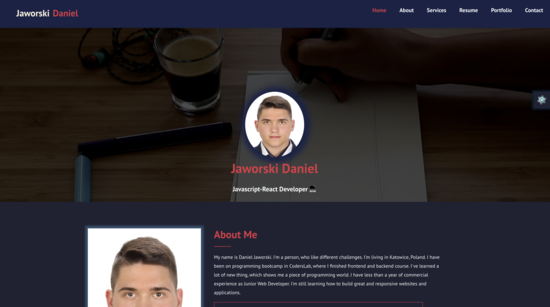 Jaworski Daniel
Home About Services Resume Portfolio Contact
Jaworski Daniel
Javascript-React Developer
About Me
My name is Daniel Jaworski. I'm a person, who like different challenges. I'm living in Katowice, Poland. I have
been on programming bootcamp in CodersLab, where I finished frontend and backend course. I've learned a
lot of new thing, which shows me a piece of programming world. I have less than a year of commercial
experience as Junior Web Developer. I'm still learning how to build great and responsive websites and
applications.